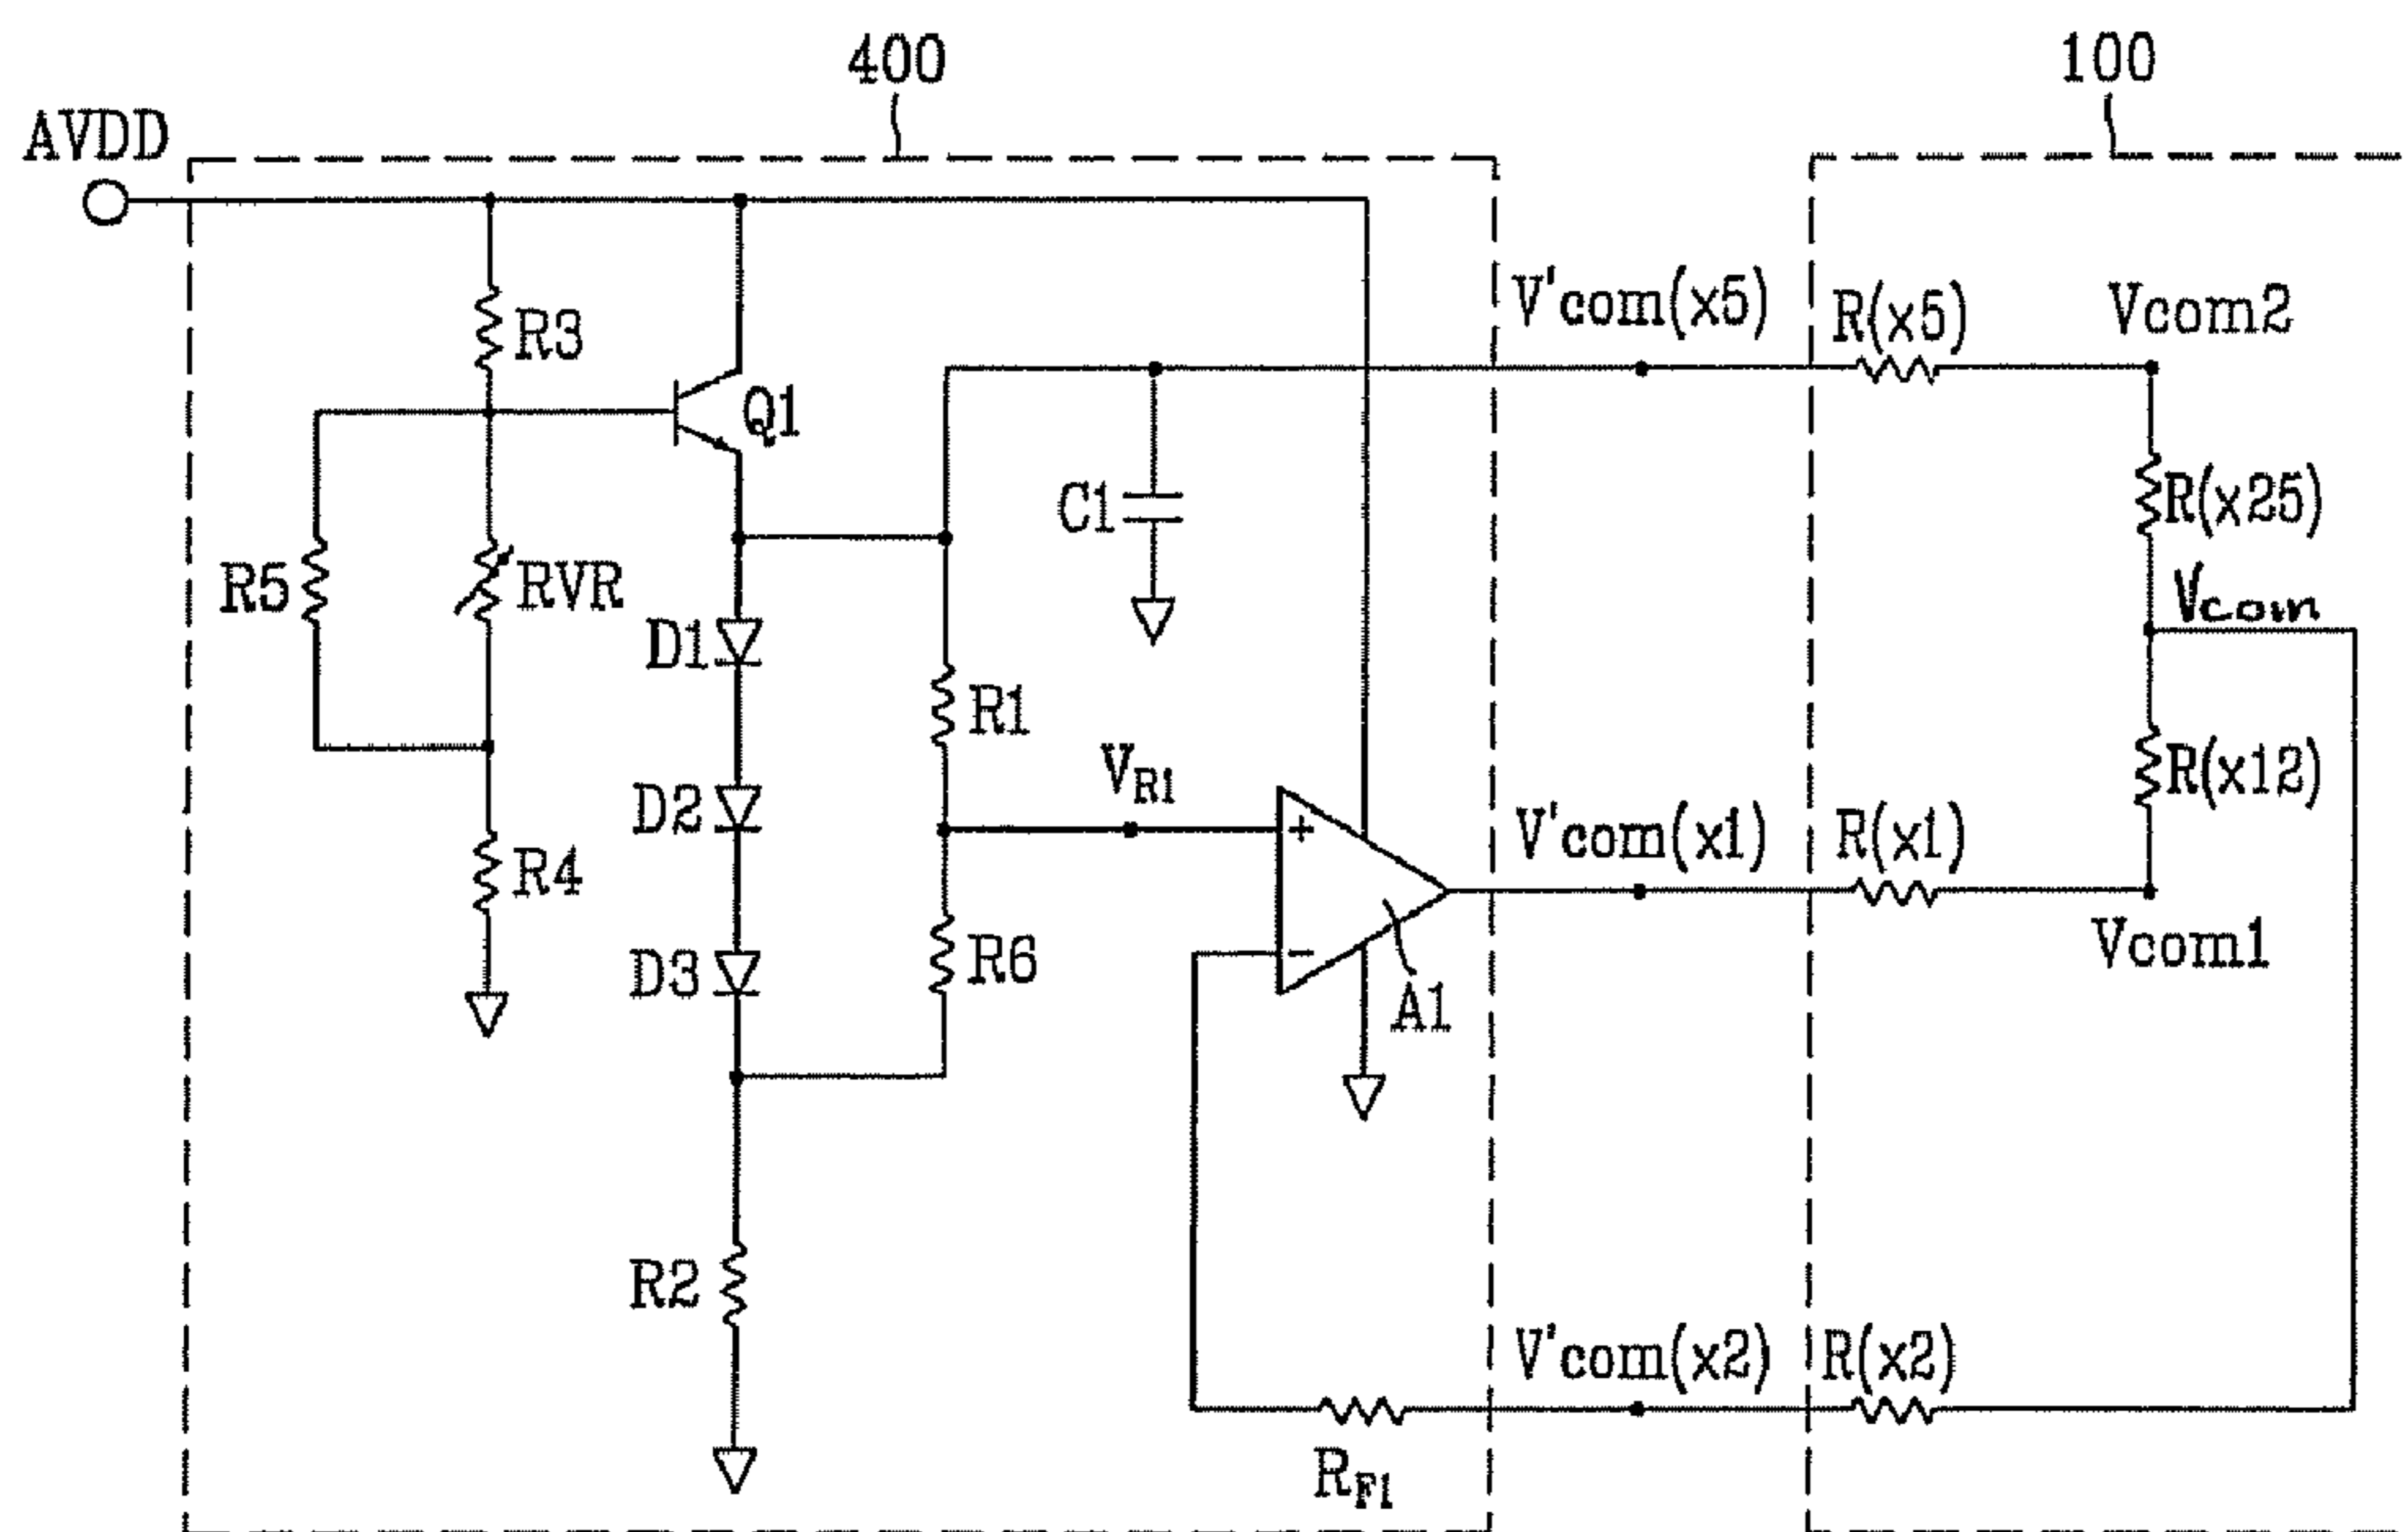 400
100
AVDD
V'com(x5)
R(x5)
Vcom2
R3
Q1
C1
R(x25)
R5
RVR
Vcom
D1
R1
VR1
R(x12)
D2
+
V'com(x1)
R(x1)
R4
D3
R6
−
A1
Vcom1
R2
V'com(x2)
R(x2)
RF1